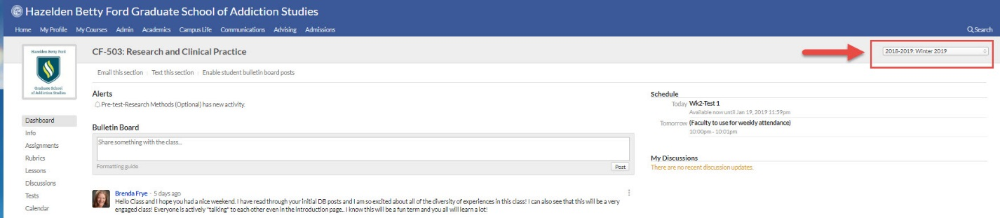 Hazelden Betty Ford Graduate School of Addiction Studies
Home My Profile My Courses Admin Academics Campus Life Communications Advising Admissions
Search
Hazelden Betty Ford
Graduate School
of Addiction Studies
CF-503: Research and Clinical Practice
2018-2019: Winter 2019
Email this section Text this section Enable student bulletin board posts
Alerts
Pre-test-Research Methods (Optional) has new activity.
Dashboard
Info
Assignments
Rubrics
Lessons
Discussions
Tests
Calendar
Bulletin Board
Share something with the class...
Formatting guide
Post
Brenda Frye - 5 days ago
Hello Class and I hope you had a nice weekend. I have read through your initial DB posts and I am so excited about all of the diversity of experiences in this class! I can also see that this will be a very
engaged class! Everyone is actively "talking" to each other even in the introduction page.. I know this will be a fun term and you all will learn a lot!
Schedule
Today Wk2-Test 1
Available now until Jan 19, 2019 11:59pm
Tomorrow (Faculty to use for weekly attendance)
10:00pm - 10:01pm
My Discussions
There are no recent discussion updates.